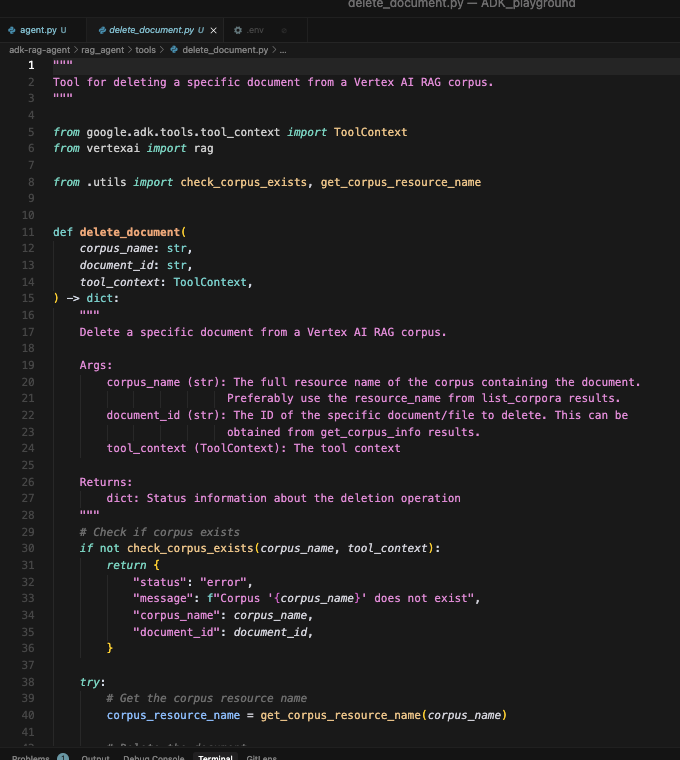 delete_document.py — ADK_playground
agent.py U
delete_document.py U ×
.env
adk-rag-agent > rag_agent > tools > delete_document.py > ...
1 """
2 Tool for deleting a specific document from a Vertex AI RAG corpus.
3 """
4
5 from google.adk.tools.tool_context import ToolContext
6 from vertexai import rag
7
8 from .utils import check_corpus_exists, get_corpus_resource_name
9
10
11 def delete_document(
12     corpus_name: str,
13     document_id: str,
14     tool_context: ToolContext,
15 ) -> dict:
16     """
17     Delete a specific document from a Vertex AI RAG corpus.
18
19     Args:
20         corpus_name (str): The full resource name of the corpus containing the document.
21                           Preferably use the resource_name from list_corpora results.
22         document_id (str): The ID of the specific document/file to delete. This can be
23                           obtained from get_corpus_info results.
24         tool_context (ToolContext): The tool context
25
26     Returns:
27         dict: Status information about the deletion operation
28     """
29     # Check if corpus exists
30     if not check_corpus_exists(corpus_name, tool_context):
31         return {
32             "status": "error",
33             "message": f"Corpus '{corpus_name}' does not exist",
34             "corpus_name": corpus_name,
35             "document_id": document_id,
36         }
37
38     try:
39         # Get the corpus resource name
40         corpus_resource_name = get_corpus_resource_name(corpus_name)
41
42         # Delete the document
Problems 1 Output Debug Console Terminal GitLens